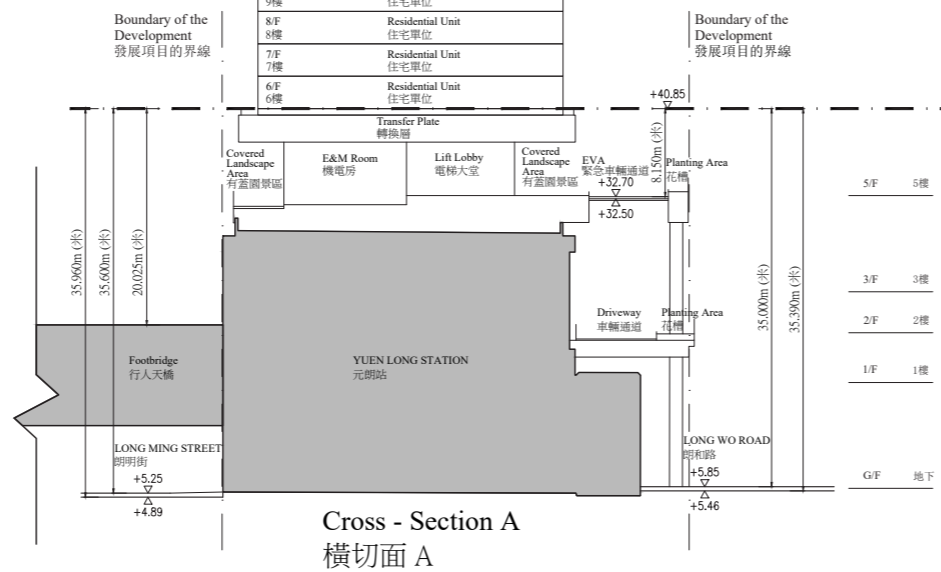 9樓 住宅單位
8/F Residential Unit
8樓 住宅單位
7/F Residential Unit
7樓 住宅單位
6/F Residential Unit
6樓 住宅單位
Boundary of the
Development
發展項目的界線
Boundary of the
Development
發展項目的界線
+40.85
Transfer Plate
轉換層
Covered
Landscape
Area
有蓋園景區
E&M Room
機電房
Lift Lobby
電梯大堂
Covered
Landscape
Area
有蓋園景區
EVA
緊急車輛通道
+32.70
+32.50
8.150m (米)
Planting Area
花槽
5/F 5樓
35.960m (米)
35.600m (米)
20.025m (米)
35.000m (米)
35.390m (米)
3/F 3樓
2/F 2樓
1/F 1樓
G/F 地下
Driveway
車輛通道
Planting Area
花槽
Footbridge
行人天橋
YUEN LONG STATION
元朗站
LONG MING STREET
朗明街
+5.25
+4.89
LONG WO ROAD
朗和路
+5.85
+5.46
Cross - Section A
橫切面 A